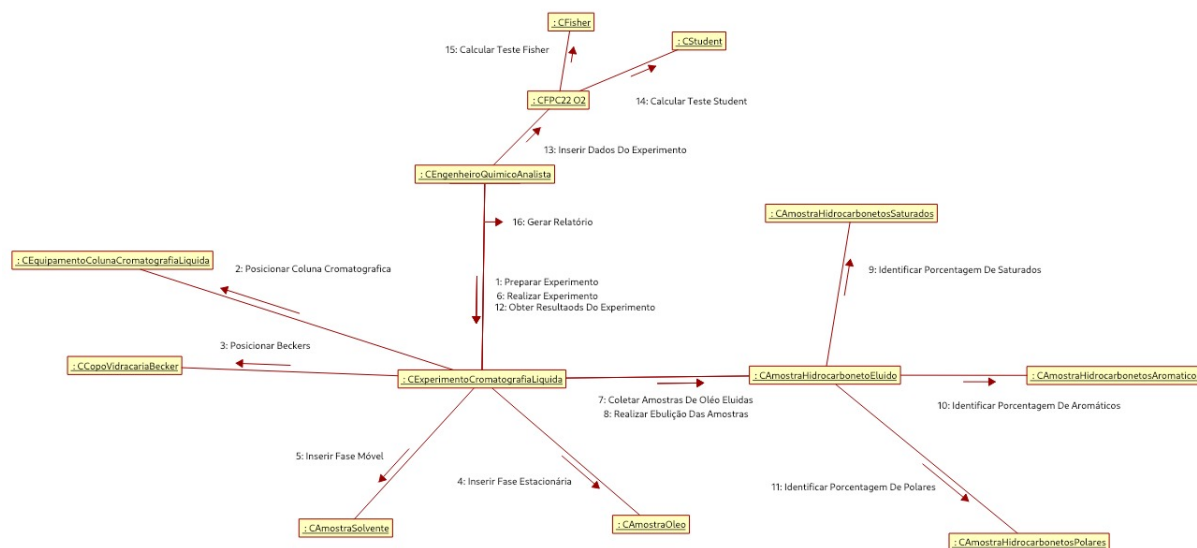 : CFisher
: CStudent
15: Calcular Teste Fisher
: CFPC22_O2
14: Calcular Teste Student
13: Inserir Dados Do Experimento
: CEngenheiroQuimicoAnalista
: CAmostraHidrocarbonetosSaturados
16: Gerar Relatório
: CEquipamentoColunaCromatografiaLiquida
2: Posicionar Coluna Cromatografica
9: Identificar Porcentagem De Saturados
1: Preparar Experimento
6: Realizar Experimento
12: Obter Resultaods Do Experimento
3: Posicionar Beckers
: CCopoVidracariaBecker
: CExperimentoCromatografiaLiquida
: CAmostraHidrocarbonetoEluido
: CAmostraHidrocarbonetosAromatico
7: Coletar Amostras De Oléo Eluidas
8: Realizar Ebulição Das Amostras
10: Identificar Porcentagem De Aromáticos
5: Inserir Fase Móvel
4: Inserir Fase Estacionária
11: Identificar Porcentagem De Polares
: CAmostraSolvente
: CAmostraOleo
: CAmostraHidrocarbonetosPolares